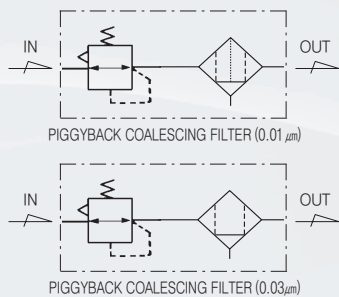 IN OUT
PIGGYBACK COALESCING FILTER (0.01 ㎛)
IN OUT
PIGGYBACK COALESCING FILTER (0.03㎛)